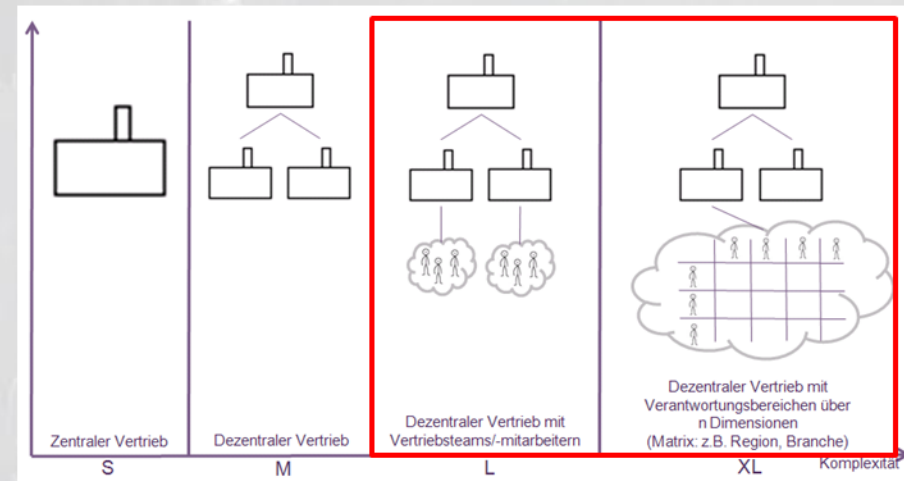 Zentraler Vertrieb
S
Dezentraler Vertrieb
M
Dezentraler Vertrieb mit
Vertriebsteams/-mitarbeitern
L
Dezentraler Vertrieb mit
Verantwortungsbereichen über
n Dimensionen
(Matrix: z.B. Region, Branche)
XL
Komplexität